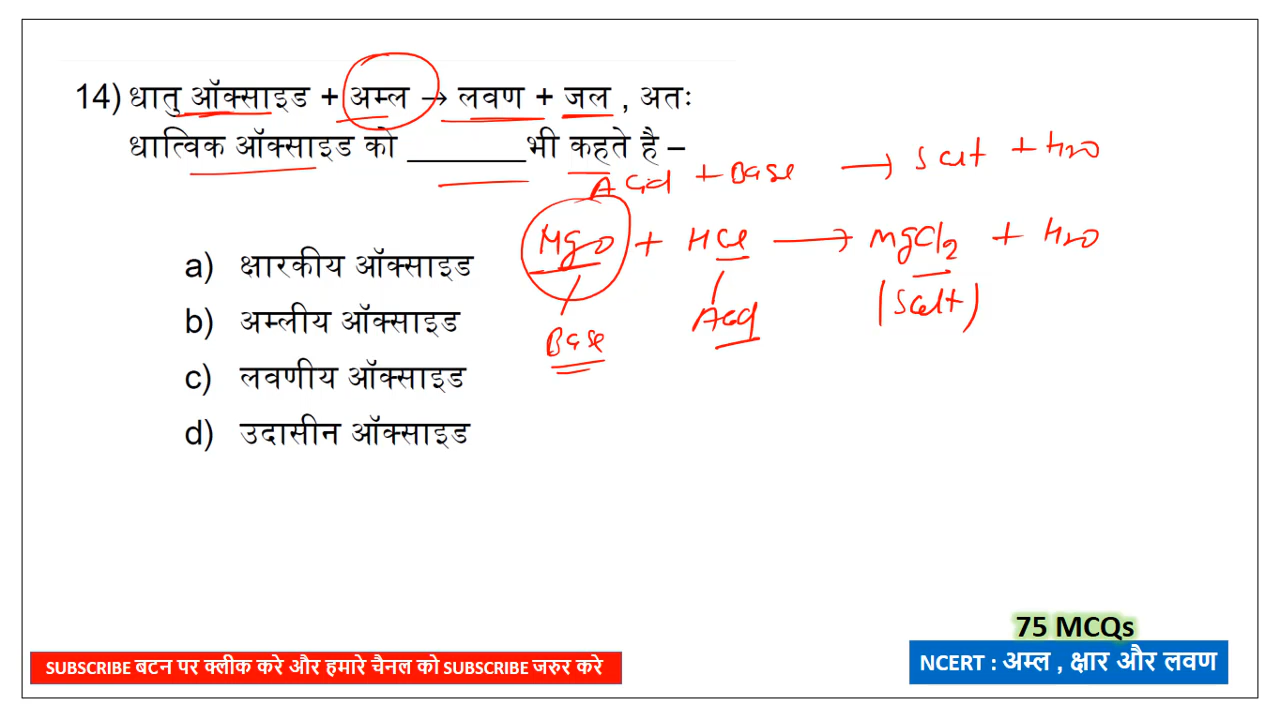 14) धातु ऑक्साइड + अम्ल → लवण + जल , अतः
धात्विक ऑक्साइड को _______ भी कहते है –
Acid + Base → Salt + H2O
MgO + HCl → MgCl2 + H2O
Base
Acid
(Salt)
a) क्षारकीय ऑक्साइड
b) अम्लीय ऑक्साइड
c) लवणीय ऑक्साइड
d) उदासीन ऑक्साइड
75 MCQs
SUBSCRIBE बटन पर क्लीक करे और हमारे चैनल को SUBSCRIBE जरुर करे
NCERT : अम्ल , क्षार और लवण